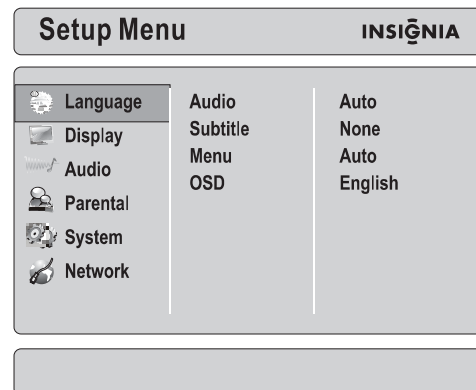 Setup Menu
INSIGNIA
Language
Display
Audio
Parental
System
Network
Audio
Subtitle
Menu
OSD
Auto
None
Auto
English